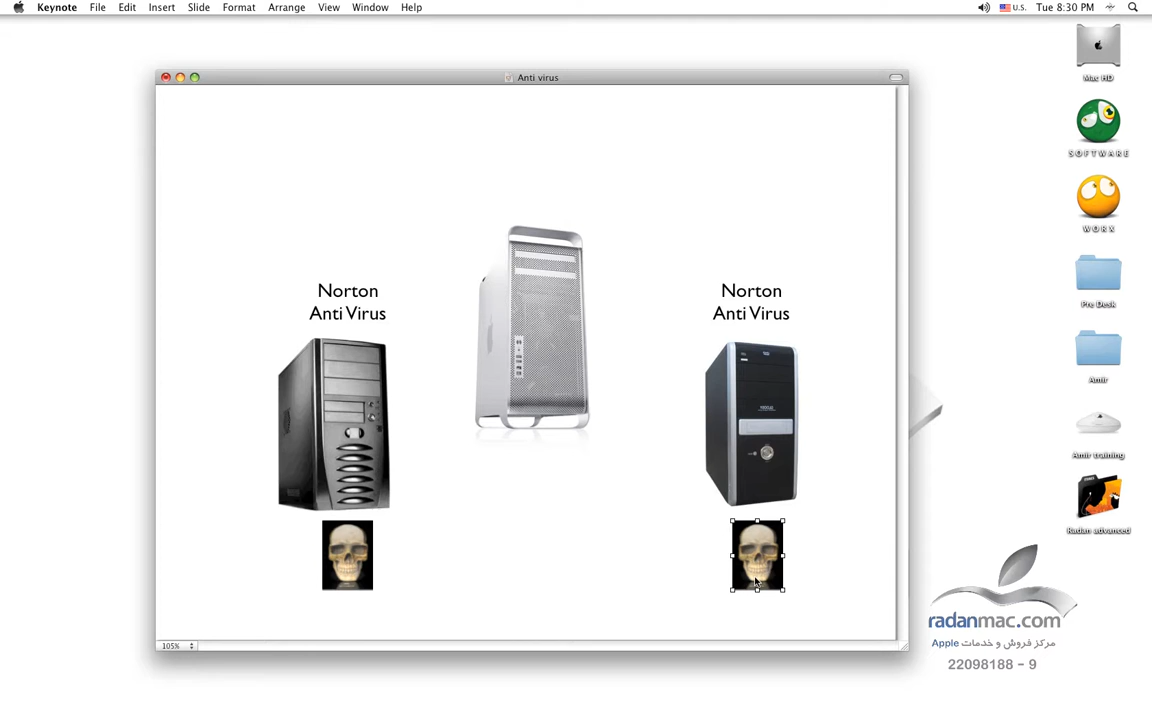 Keynote File Edit Insert Slide Format Arrange View Window Help
U.S. Tue 8:30 PM
Mac HD
SOFTWARE
WORX
Pre Desk
Amir
Amir training
Radan advanced
Anti virus
Norton
Anti Virus
Norton
Anti Virus
105%
radanmac.com
مرکز فروش و خدمات Apple
22098188 - 9